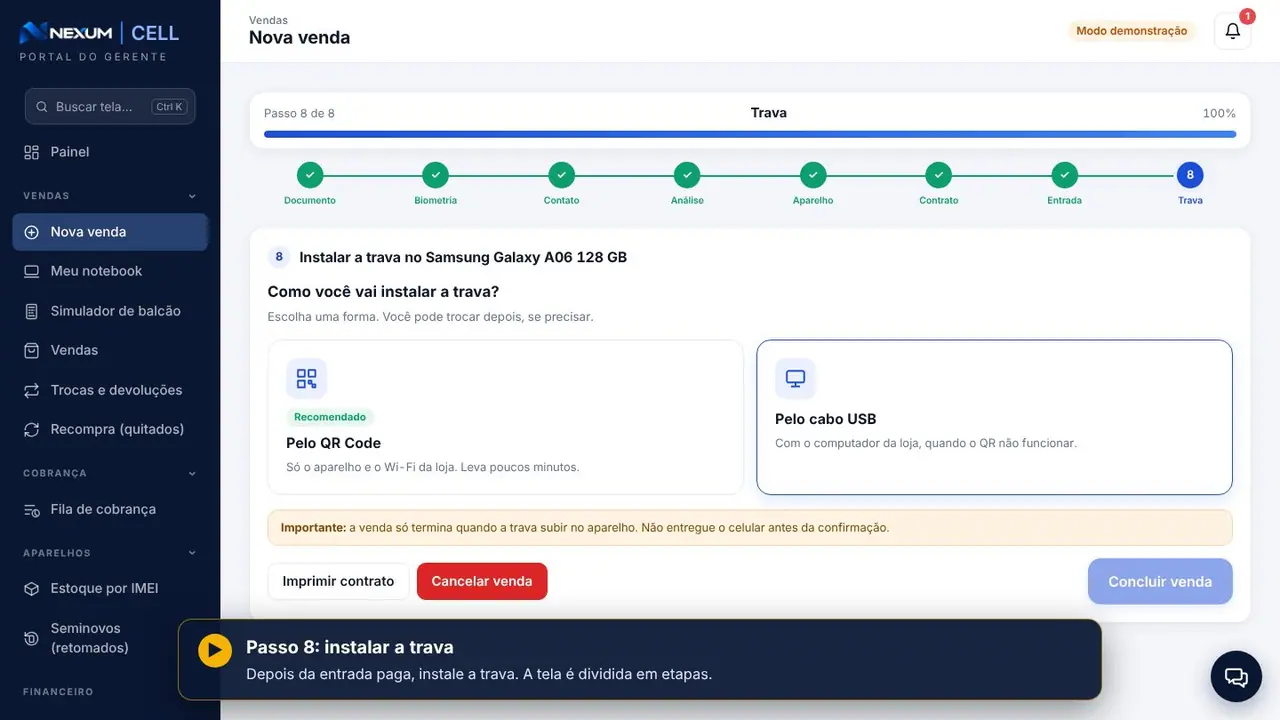 NEXUM | CELL
PORTAL DO GERENTE
Buscar tela... Ctrl K
Painel
VENDAS
Nova venda
Meu notebook
Simulador de balcão
Vendas
Trocas e devoluções
Recompra (quitados)
COBRANÇA
Fila de cobrança
APARELHOS
Estoque por IMEI
Seminovos
(retomados)
FINANCEIRO
Vendas
Nova venda
Modo demonstração
1
Passo 8 de 8
Trava
100%
8
Documento
Biometria
Contato
Análise
Aparelho
Contrato
Entrada
Trava
8 Instalar a trava no Samsung Galaxy A06 128 GB
Como você vai instalar a trava?
Escolha uma forma. Você pode trocar depois, se precisar.
Recomendado
Pelo QR Code
Só o aparelho e o Wi-Fi da loja. Leva poucos minutos.
Pelo cabo USB
Com o computador da loja, quando o QR não funcionar.
Importante: a venda só termina quando a trava subir no aparelho. Não entregue o celular antes da confirmação.
Imprimir contrato
Cancelar venda
Concluir venda
Passo 8: instalar a trava
Depois da entrada paga, instale a trava. A tela é dividida em etapas.